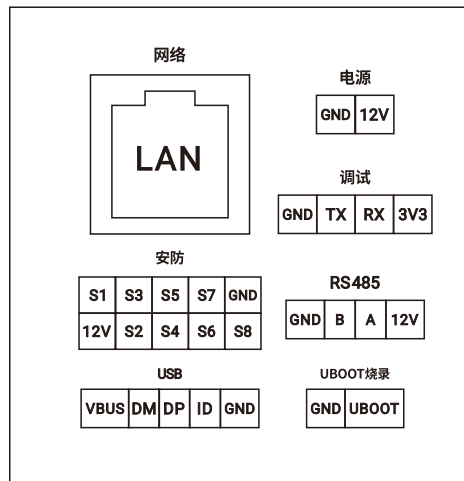 网络
LAN
电源
GND 12V
调试
GND TX RX 3V3
安防
S1 S3 S5 S7 GND
12V S2 S4 S6 S8
RS485
GND B A 12V
USB
VBUS DM DP ID GND
UBOOT烧录
GND UBOOT